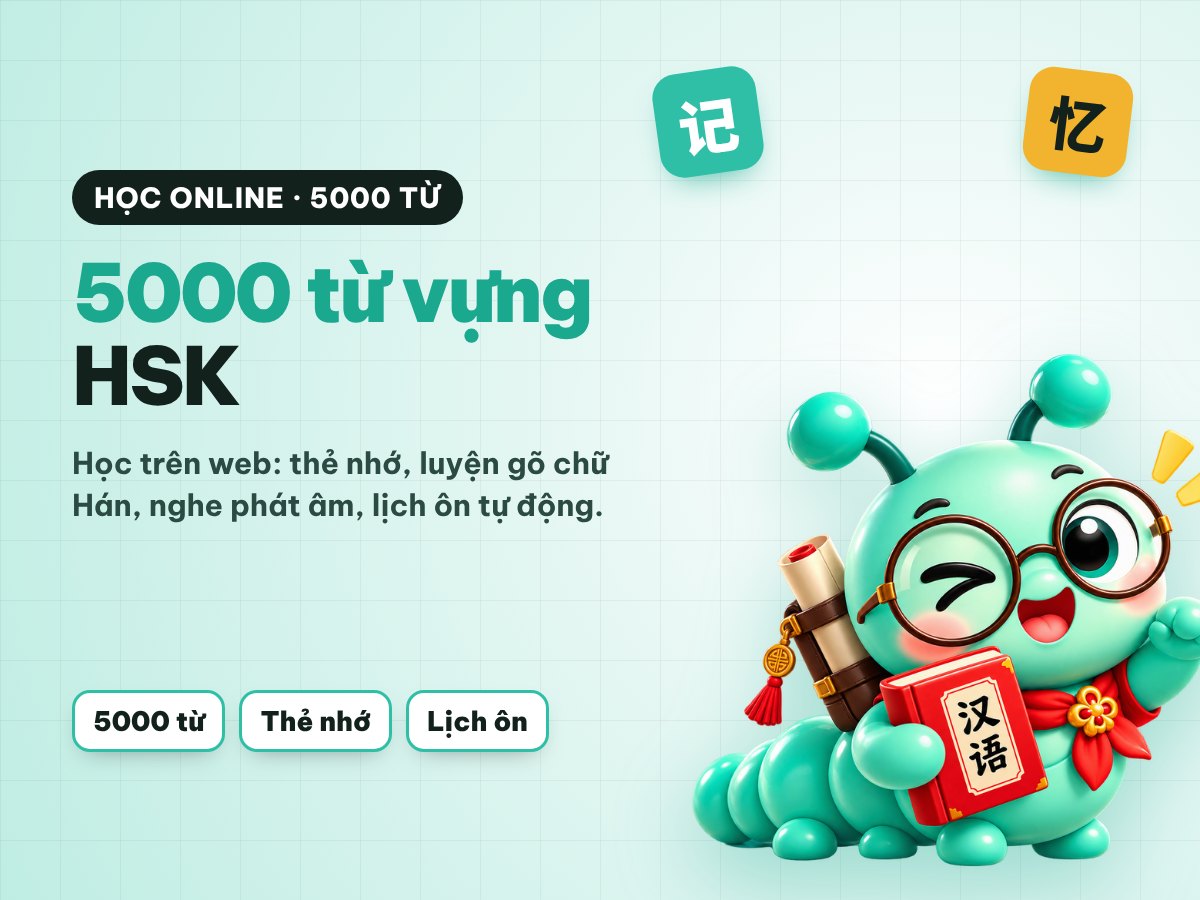 记
忆
HỌC ONLINE · 5000 TỪ
5000 từ vựng
HSK
Học trên web: thẻ nhớ, luyện gõ chữ
Hán, nghe phát âm, lịch ôn tự động.
5000 từ
Thẻ nhớ
Lịch ôn
汉
语